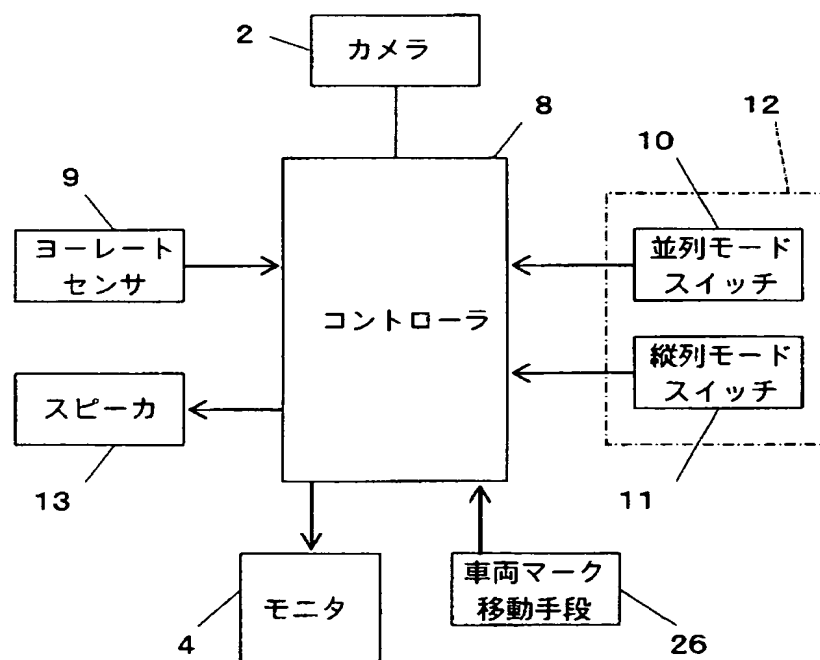 2
カメラ
12
8
10
9
ヨーレート
センサ
並列モード
スイッチ
コントローラ
縦列モード
スイッチ
スピーカ
13
11
車両マーク
移動手段
モニタ
4
26